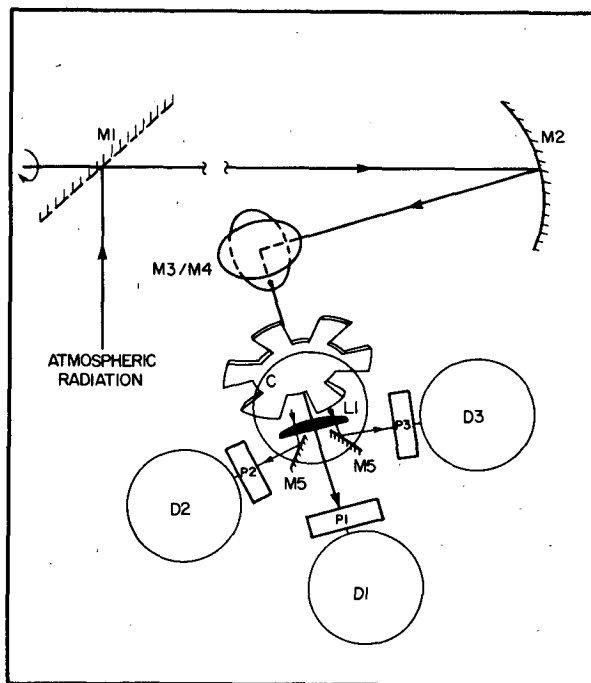 M1
M2
M3/M4
ATMOSPHERIC
RADIATION
C
L1
D3
P3
M5
P2
M5
D2
P1
D1